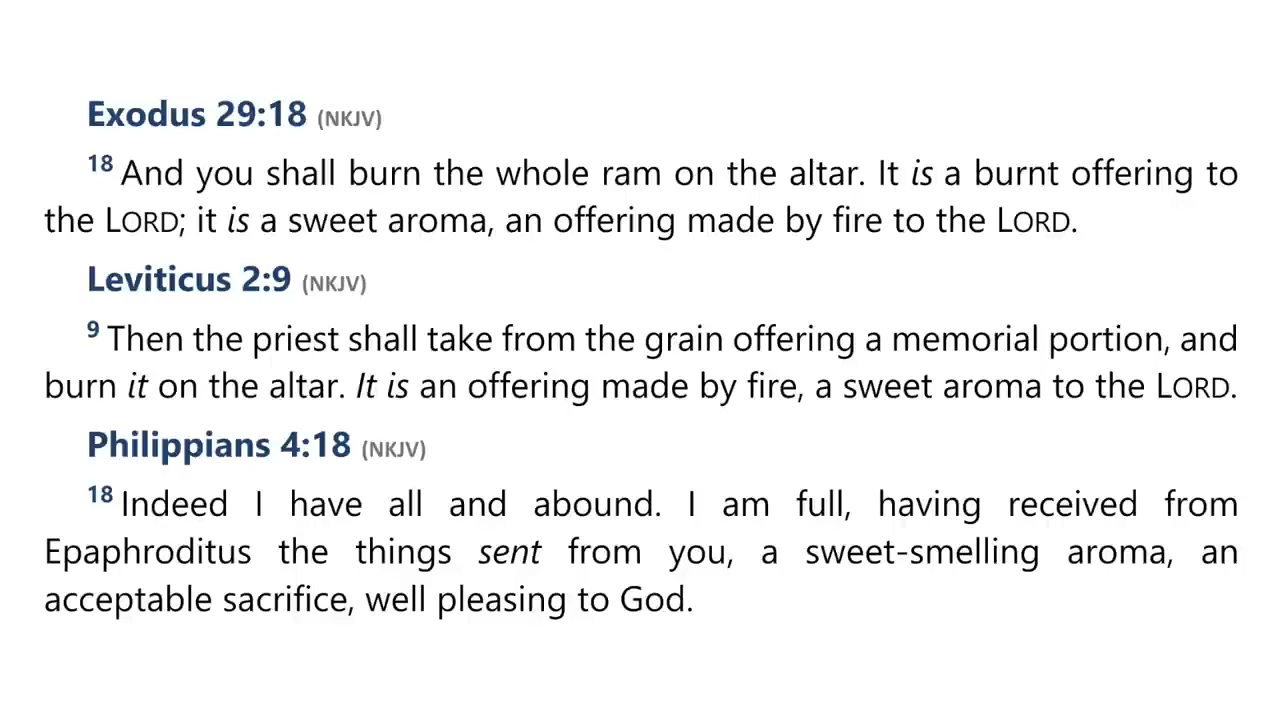 Exodus 29:18 (NKJV)
18 And you shall burn the whole ram on the altar. It is a burnt offering to
the LORD; it is a sweet aroma, an offering made by fire to the LORD.
Leviticus 2:9 (NKJV)
9 Then the priest shall take from the grain offering a memorial portion, and
burn it on the altar. It is an offering made by fire, a sweet aroma to the LORD.
Philippians 4:18 (NKJV)
18 Indeed I have all and abound. I am full, having received from
Epaphroditus the things sent from you, a sweet-smelling aroma, an
acceptable sacrifice, well pleasing to God.